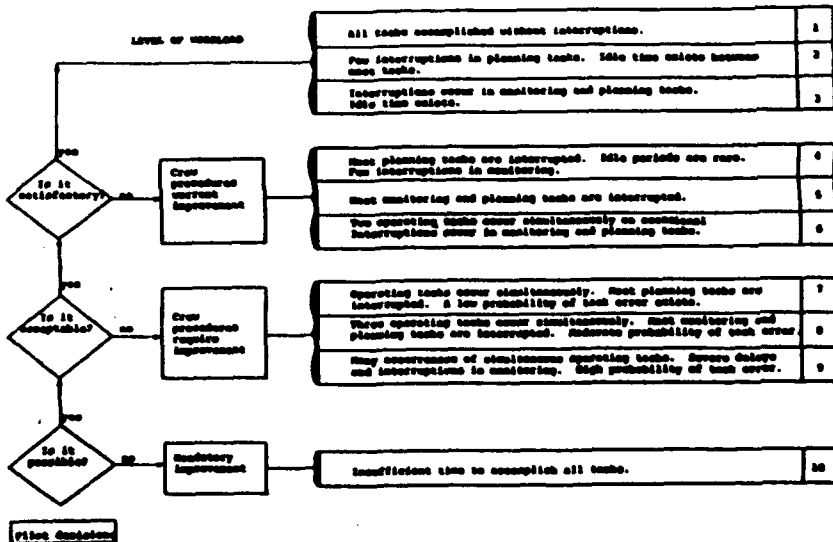 LEVEL OF WORKLOAD
All tasks accomplished without interruptions.
1
Few interruptions in planning tasks. Idle time exists between
most tasks.
2
Interruptions occur in monitoring and planning tasks.
Idle time exists.
3
yes
Is it
satisfactory?
no
Crew
procedures
warrant
improvement
Most planning tasks are interrupted. Idle periods are rare.
Few interruptions in monitoring.
4
Most monitoring and planning tasks are interrupted.
5
Two operating tasks occur simultaneously on occasional
Interruptions occur in monitoring and planning tasks.
6
yes
Is it
acceptable?
no
Crew
procedures
require
improvement
Operating tasks occur simultaneously. Most planning tasks are
interrupted. A low probability of task error exists.
7
Three operating tasks occur simultaneously. Most monitoring and
planning tasks are interrupted. Moderate probability of task error.
8
Many occurrences of simultaneous operating tasks. Severe delays
and interruptions in monitoring. High probability of task error.
9
yes
Is it
possible?
no
Mandatory
improvement
Insufficient time to accomplish all tasks.
10
Pilot decisions